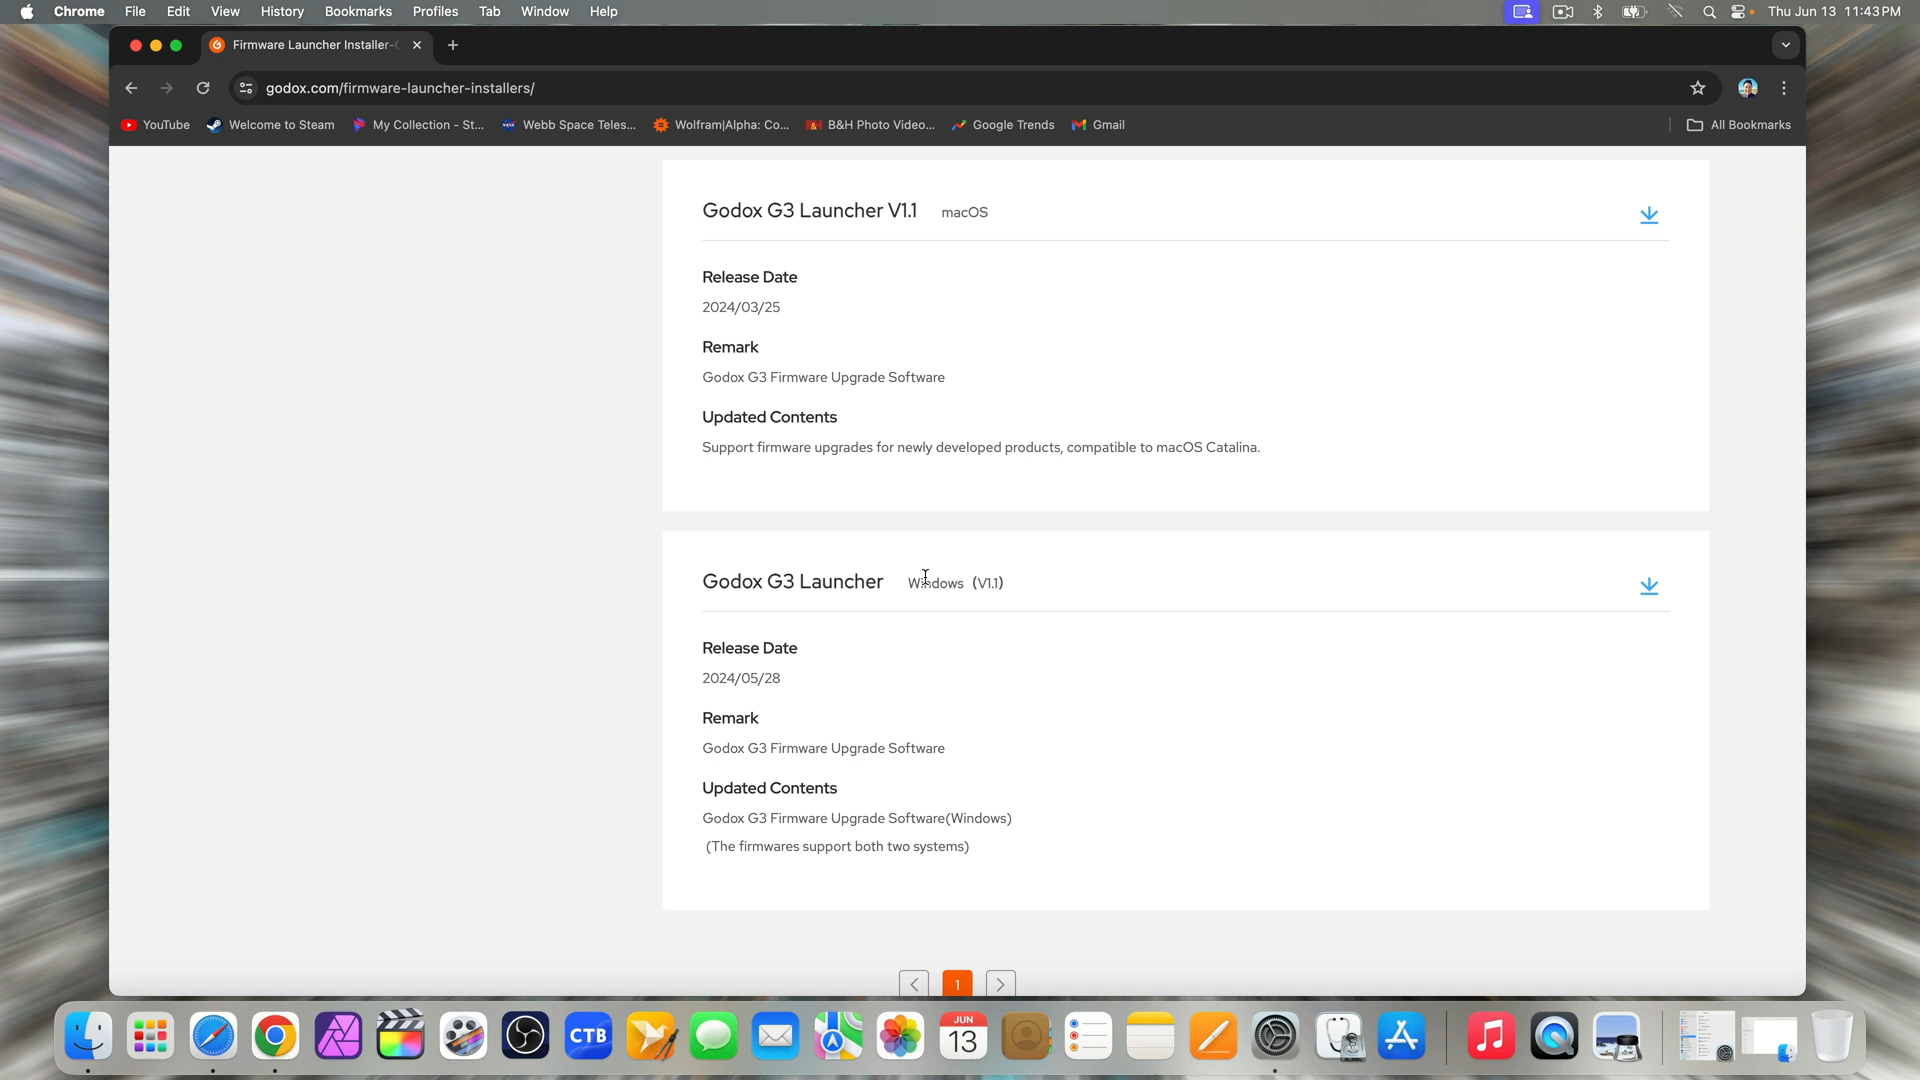 Chrome File Edit View History Bookmarks Profiles Tab Window Help Thu Jun 13 11:43 PM
Firmware Launcher Installer-
godox.com/firmware-launcher-installers/
YouTube Welcome to Steam My Collection - St... Webb Space Teles... Wolfram|Alpha: Co... B&H Photo Video... Google Trends Gmail All Bookmarks
Godox G3 Launcher V1.1 macOS
Release Date
2024/03/25
Remark
Godox G3 Firmware Upgrade Software
Updated Contents
Support firmware upgrades for newly developed products, compatible to macOS Catalina.
Godox G3 Launcher Windows (V1.1)
Release Date
2024/05/28
Remark
Godox G3 Firmware Upgrade Software
Updated Contents
Godox G3 Firmware Upgrade Software(Windows)
(The firmwares support both two systems)
1
CTB
JUN
13